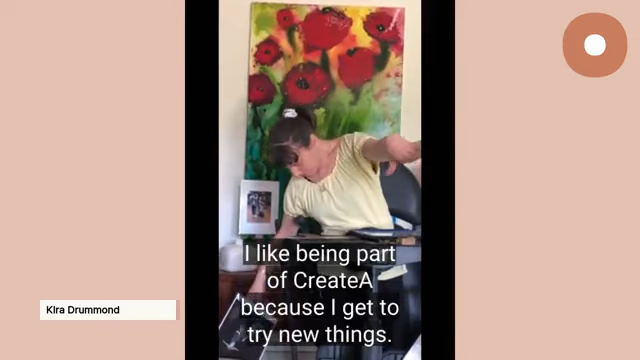 I like being part
of CreateA
because I get to
try new things.
Kira Drummond